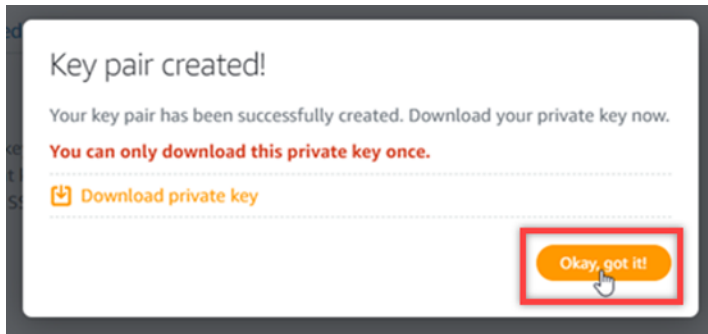 Key pair created!
Your key pair has been successfully created. Download your private key now.
You can only download this private key once.
Download private key
Okay, got it!